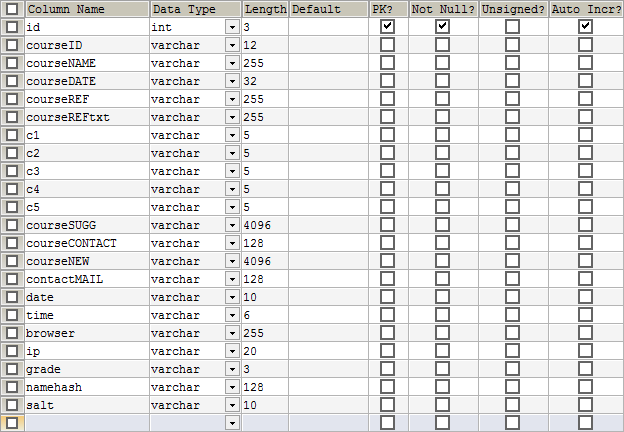 Column Name Data Type Length Default PK? Not Null? Unsigned? Auto Incr?
id int 3
courseID varchar 12
courseNAME varchar 255
courseDATE varchar 32
courseREF varchar 255
courseREFtxt varchar 255
c1 varchar 5
c2 varchar 5
c3 varchar 5
c4 varchar 5
c5 varchar 5
courseSUGG varchar 4096
courseCONTACT varchar 128
courseNEW varchar 4096
contactMAIL varchar 128
date varchar 10
time varchar 6
browser varchar 255
ip varchar 20
grade varchar 3
namehash varchar 128
salt varchar 10